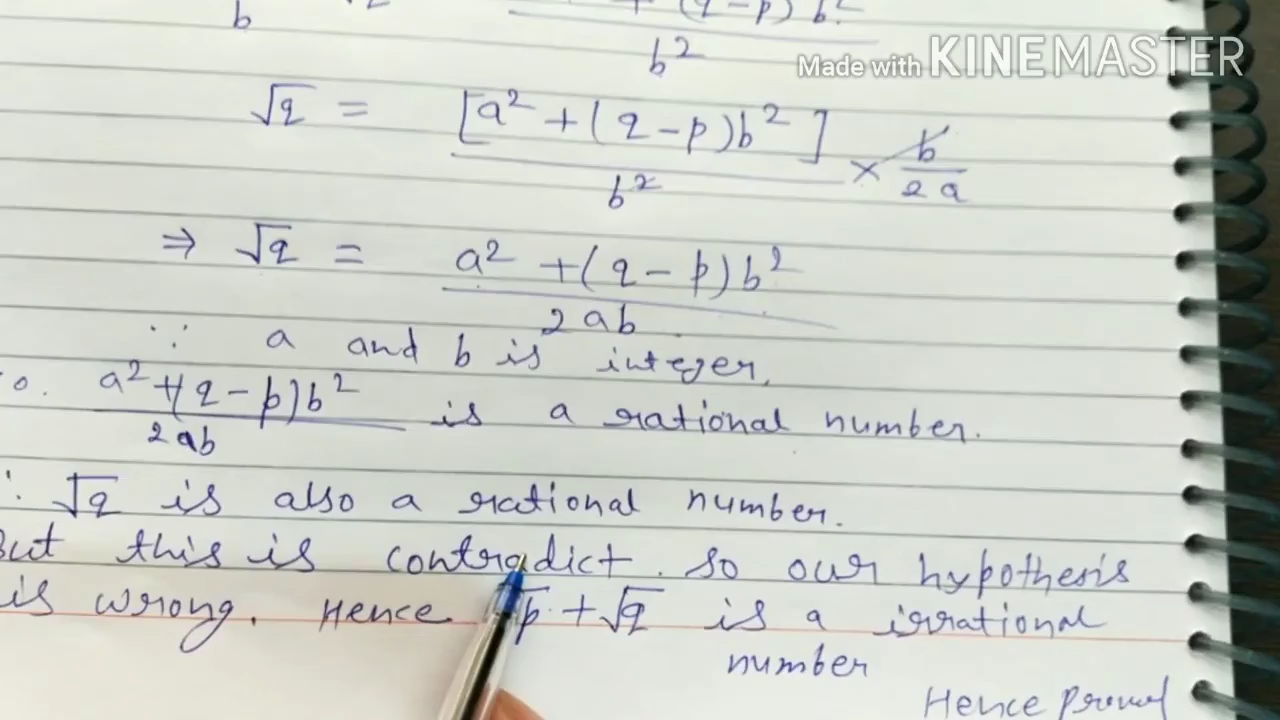 b
(q-p) b²
b²
Made with KINEMASTER
√q = [a² + (q-p)b²] / b² × b / 2a
⇒ √q = a² + (q-p)b² / 2ab
∵ a and b is integer,
a² + (q-p)b² / 2ab is a rational number.
√q is also a rational number.
But this is contradict. so our hypothesis
is wrong. Hence √p + √q is a irrational
number
Hence proved